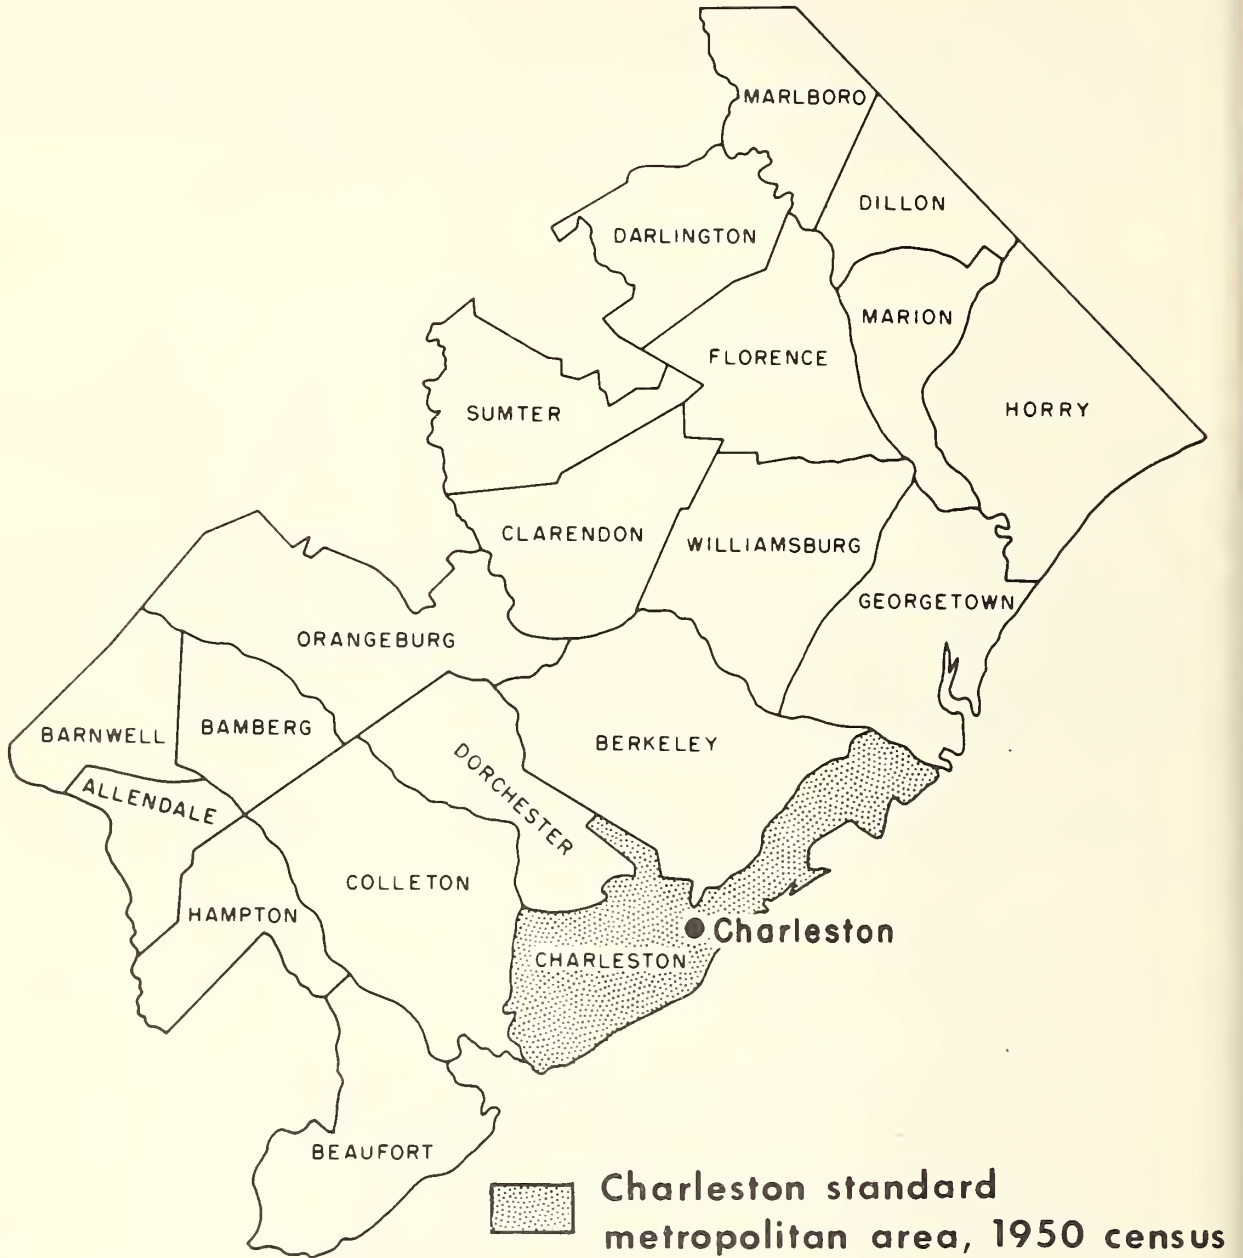 MARLBORO
DILLON
DARLINGTON
MARION
FLORENCE
HORRY
SUMTER
CLARENDON
WILLIAMSBURG
GEORGETOWN
ORANGEBURG
BARNWELL
BAMBERG
BERKELEY
DORCHESTER
ALLENDALE
COLLETON
HAMPTON
Charleston
CHARLESTON
BEAUFORT
Charleston standard
metropolitan area, 1950 census